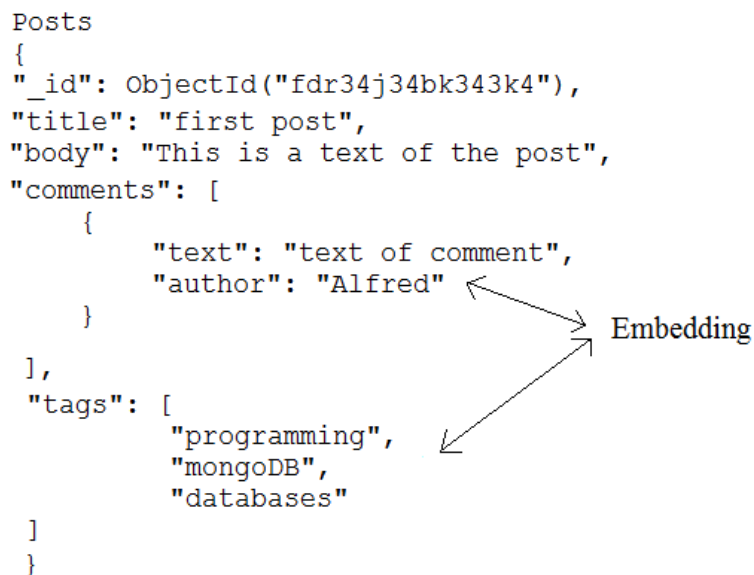 Posts
{
"_id": ObjectId("fdr34j34bk343k4"),
"title": "first post",
"body": "This is a text of the post",
"comments": [
{
"text": "text of comment",
"author": "Alfred"
}
Embedding
],
"tags": [
"programming",
"mongoDB",
"databases"
]
}